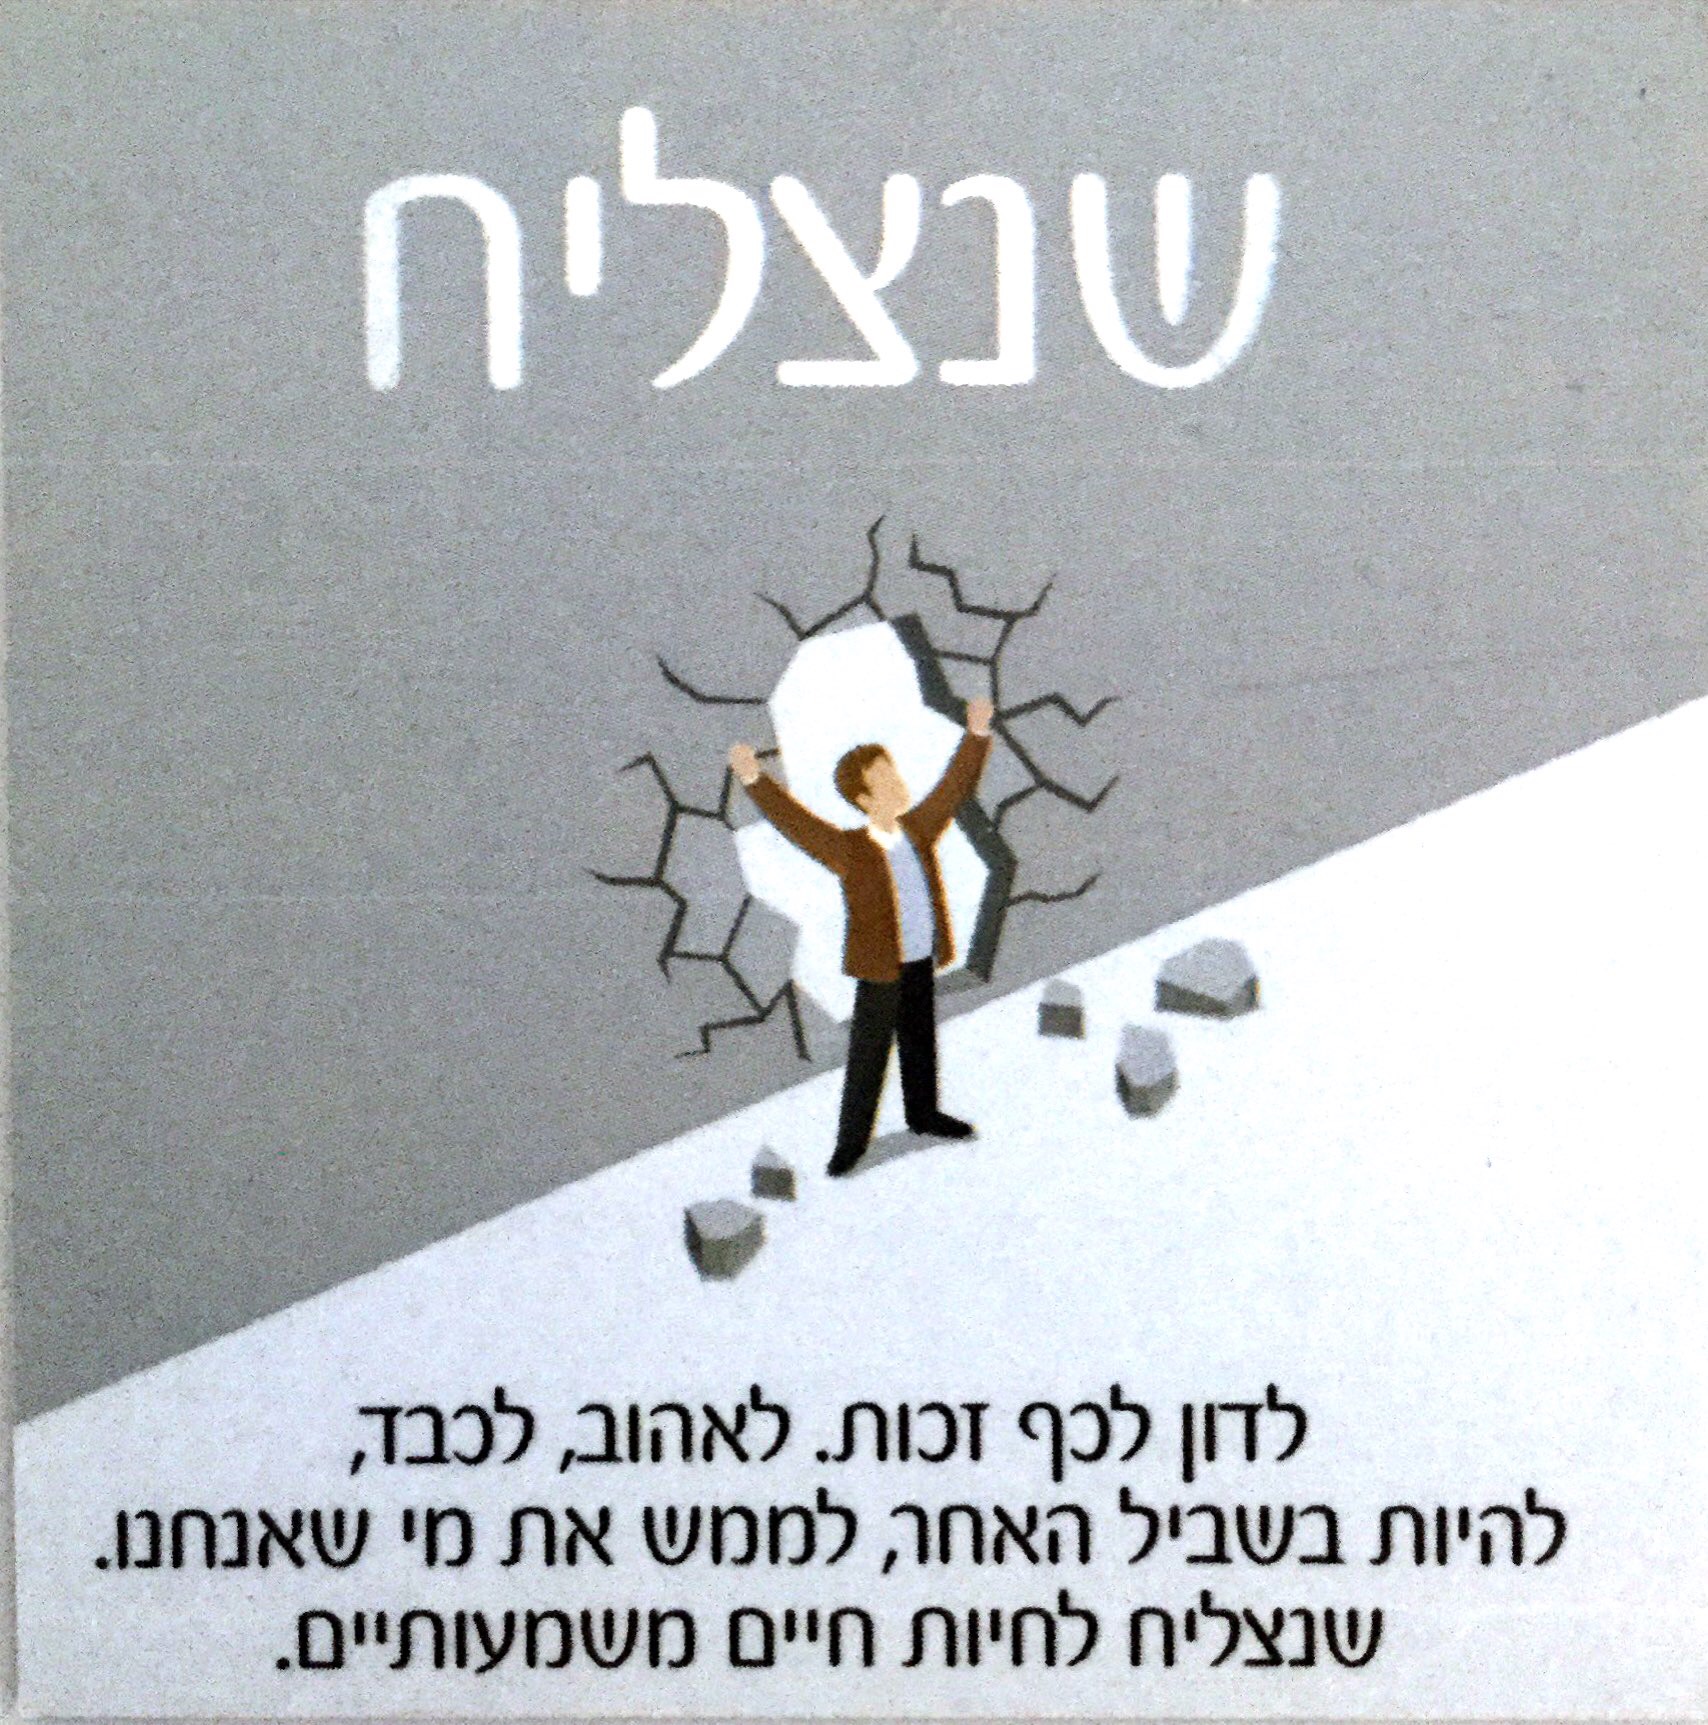 שנצליח
לדון לכף זכות. לאהוב, לכבד,
להיות בשביל האחר, לממש את מי שאנחנו.
שנצליח לחיות חיים משמעותיים.